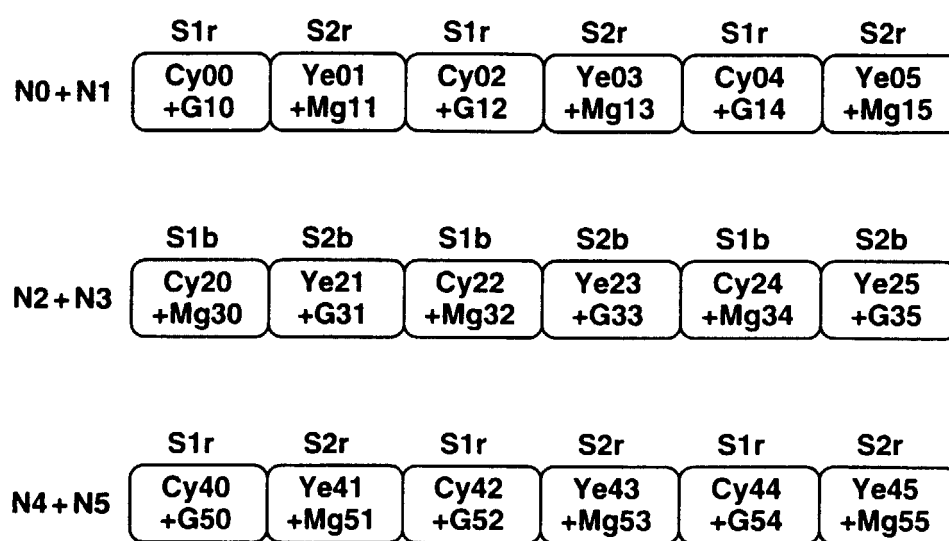 S1r S2r S1r S2r S1r S2r
N0+N1 Cy00 Ye01 Cy02 Ye03 Cy04 Ye05
+G10 +Mg11 +G12 +Mg13 +G14 +Mg15
S1b S2b S1b S2b S1b S2b
N2+N3 Cy20 Ye21 Cy22 Ye23 Cy24 Ye25
+Mg30 +G31 +Mg32 +G33 +Mg34 +G35
S1r S2r S1r S2r S1r S2r
N4+N5 Cy40 Ye41 Cy42 Ye43 Cy44 Ye45
+G50 +Mg51 +G52 +Mg53 +G54 +Mg55